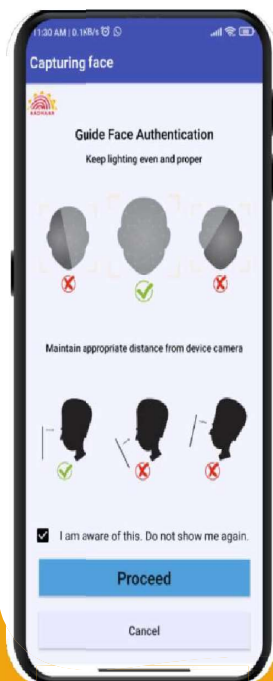 11:30 AM | 0.1KB/s
Capturing face
AADHAAR
Guide Face Authentication
Keep lighting even and proper
Maintain appropriate distance from device camera
I am aware of this. Do not show me again.
Proceed
Cancel